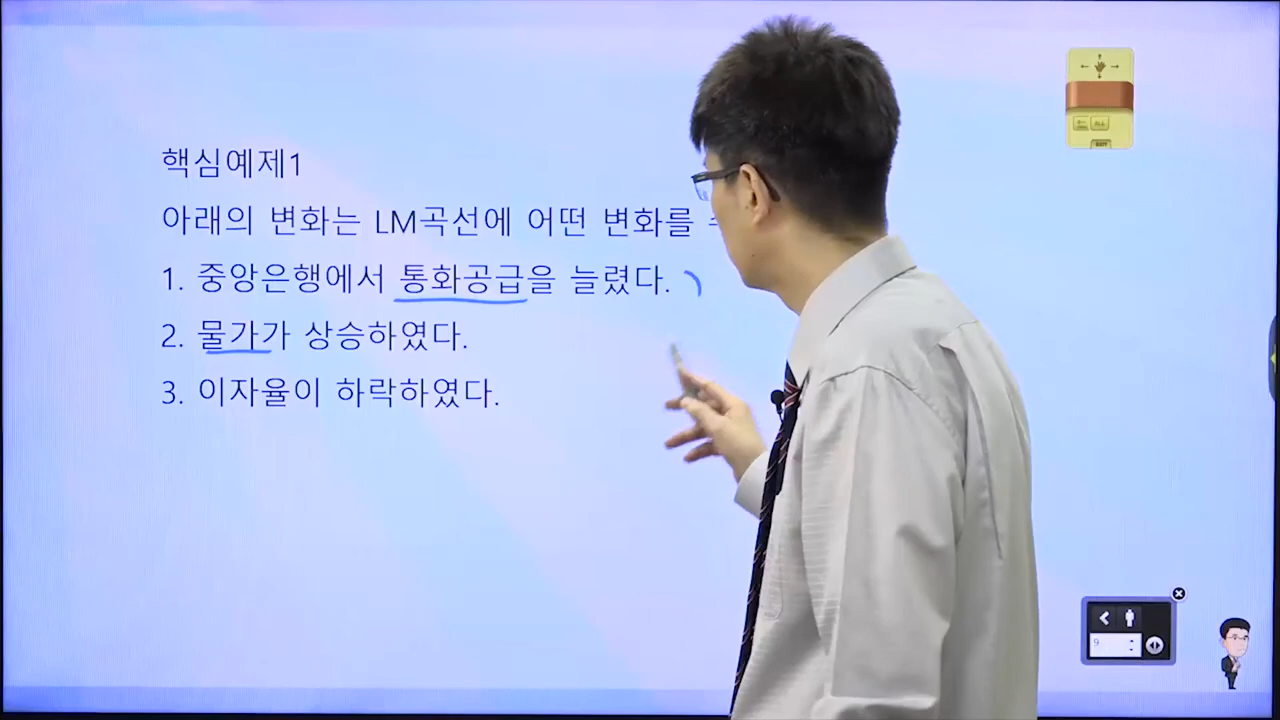 핵심예제1
아래의 변화는 LM곡선에 어떤 변화를
1. 중앙은행에서 통화공급을 늘렸다.
2. 물가가 상승하였다.
3. 이자율이 하락하였다.
EXIT
9